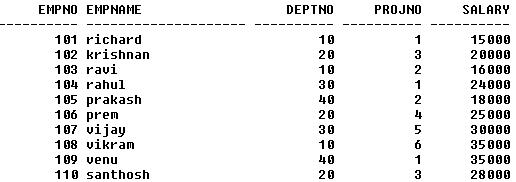 EMPNO EMPNAME DEPTNO PROJNO SALARY
---------- ------------------------- ---------- ---------- ----------
101 richard 10 1 15000
102 krishnan 20 3 20000
103 ravi 10 2 16000
104 rahul 30 1 24000
105 prakash 40 2 18000
106 prem 20 4 25000
107 vijay 30 5 30000
108 vikram 10 6 35000
109 venu 40 1 35000
110 santhosh 20 3 28000